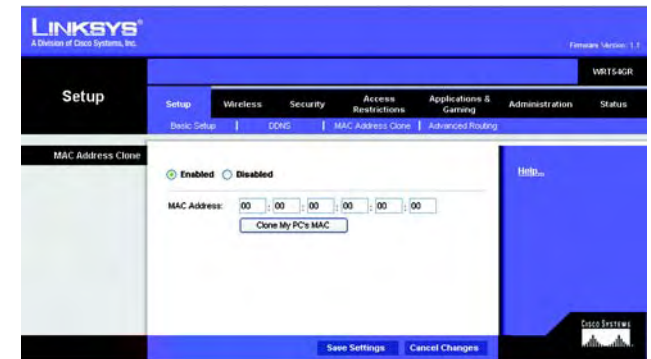 LINKSYS®
A Division of Cisco Systems, Inc.
Firmware Version: 1.1
WRT54GR
Setup
Setup Wireless Security Access Restrictions Applications & Gaming Administration Status
Basic Setup | DDNS | MAC Address Clone | Advanced Routing
MAC Address Clone
Enabled Disabled
Help...
MAC Address: 00 : 00 : 00 : 00 : 00 : 00
Clone My PC's MAC
CISCO SYSTEMS
Save Settings Cancel Changes